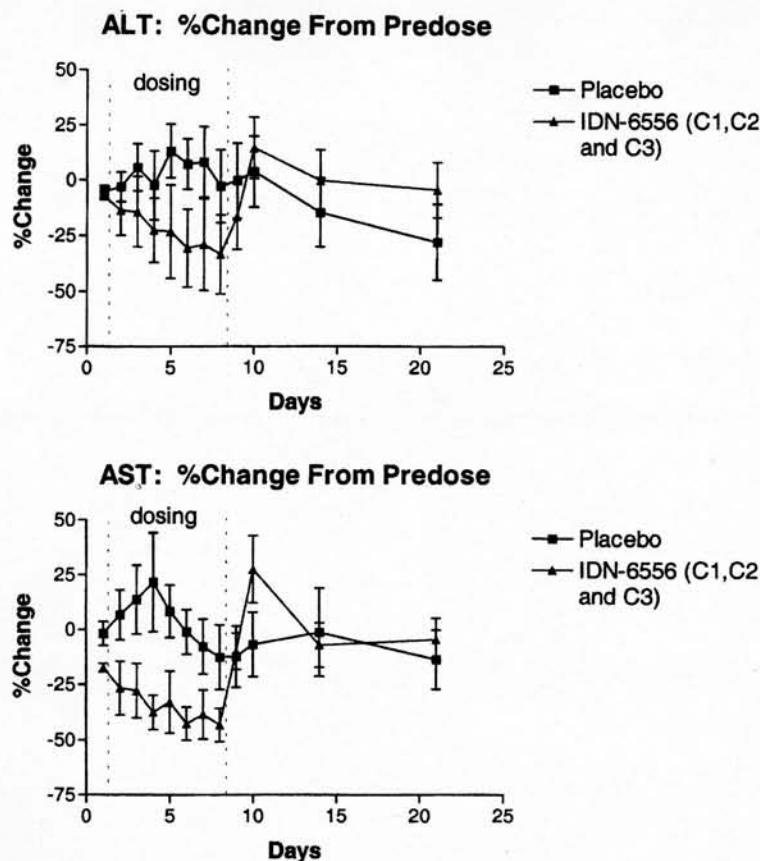 ALT: %Change From Predose
dosing
Placebo
IDN-6556 (C1,C2
and C3)
%Change
50
25
0
-25
-50
-75
0
5
10
15
20
25
Days
AST: %Change From Predose
dosing
Placebo
IDN-6556 (C1,C2
and C3)
%Change
50
25
0
-25
-50
-75
0
5
10
15
20
25
Days